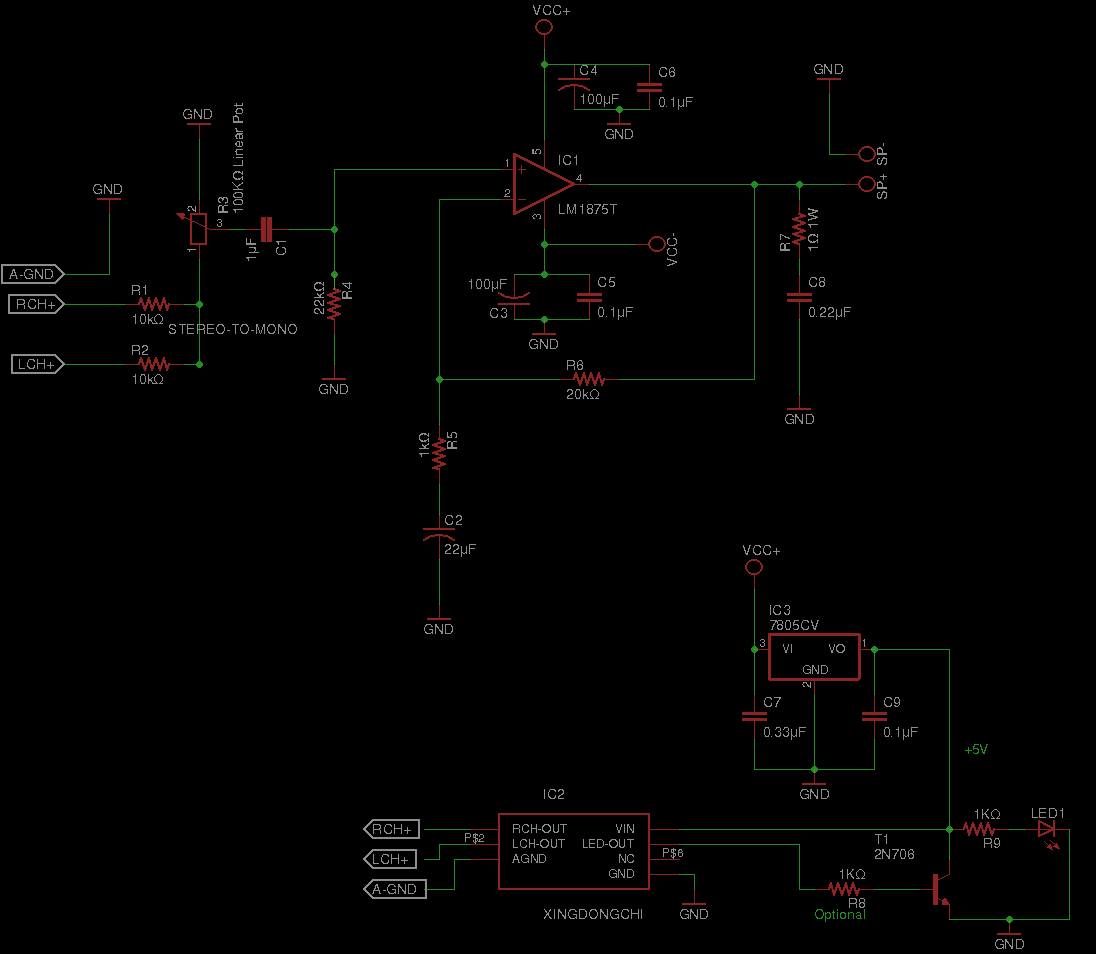 VCC+
C4
100µF
C6
0.1µF
GND
GND
SP-
SP+
GND
R3
100KΩ Linear Pot
2
3
1
1µF
C1
GND
A-GND
RCH+
LCH+
R1
10kΩ
STEREO-TO-MONO
R2
10kΩ
22kΩ
R4
GND
IC1
LM1875T
1
2
5
3
4
+
-
VCC-
100µF
C3
C5
0.1µF
GND
R7
1Ω 1W
C8
0.22µF
GND
R6
20kΩ
1kΩ
R5
C2
22µF
GND
VCC+
IC3
7805CV
3
VI
VO
1
GND
2
C7
0.33µF
C9
0.1µF
GND
+5V
IC2
RCH+
LCH+
A-GND
P$2
RCH-OUT
LCH-OUT
AGND
VIN
LED-OUT
NC
GND
P$6
XINGDONGCHI
GND
1KΩ
R8
Optional
T1
2N706
1KΩ
R9
LED1
GND